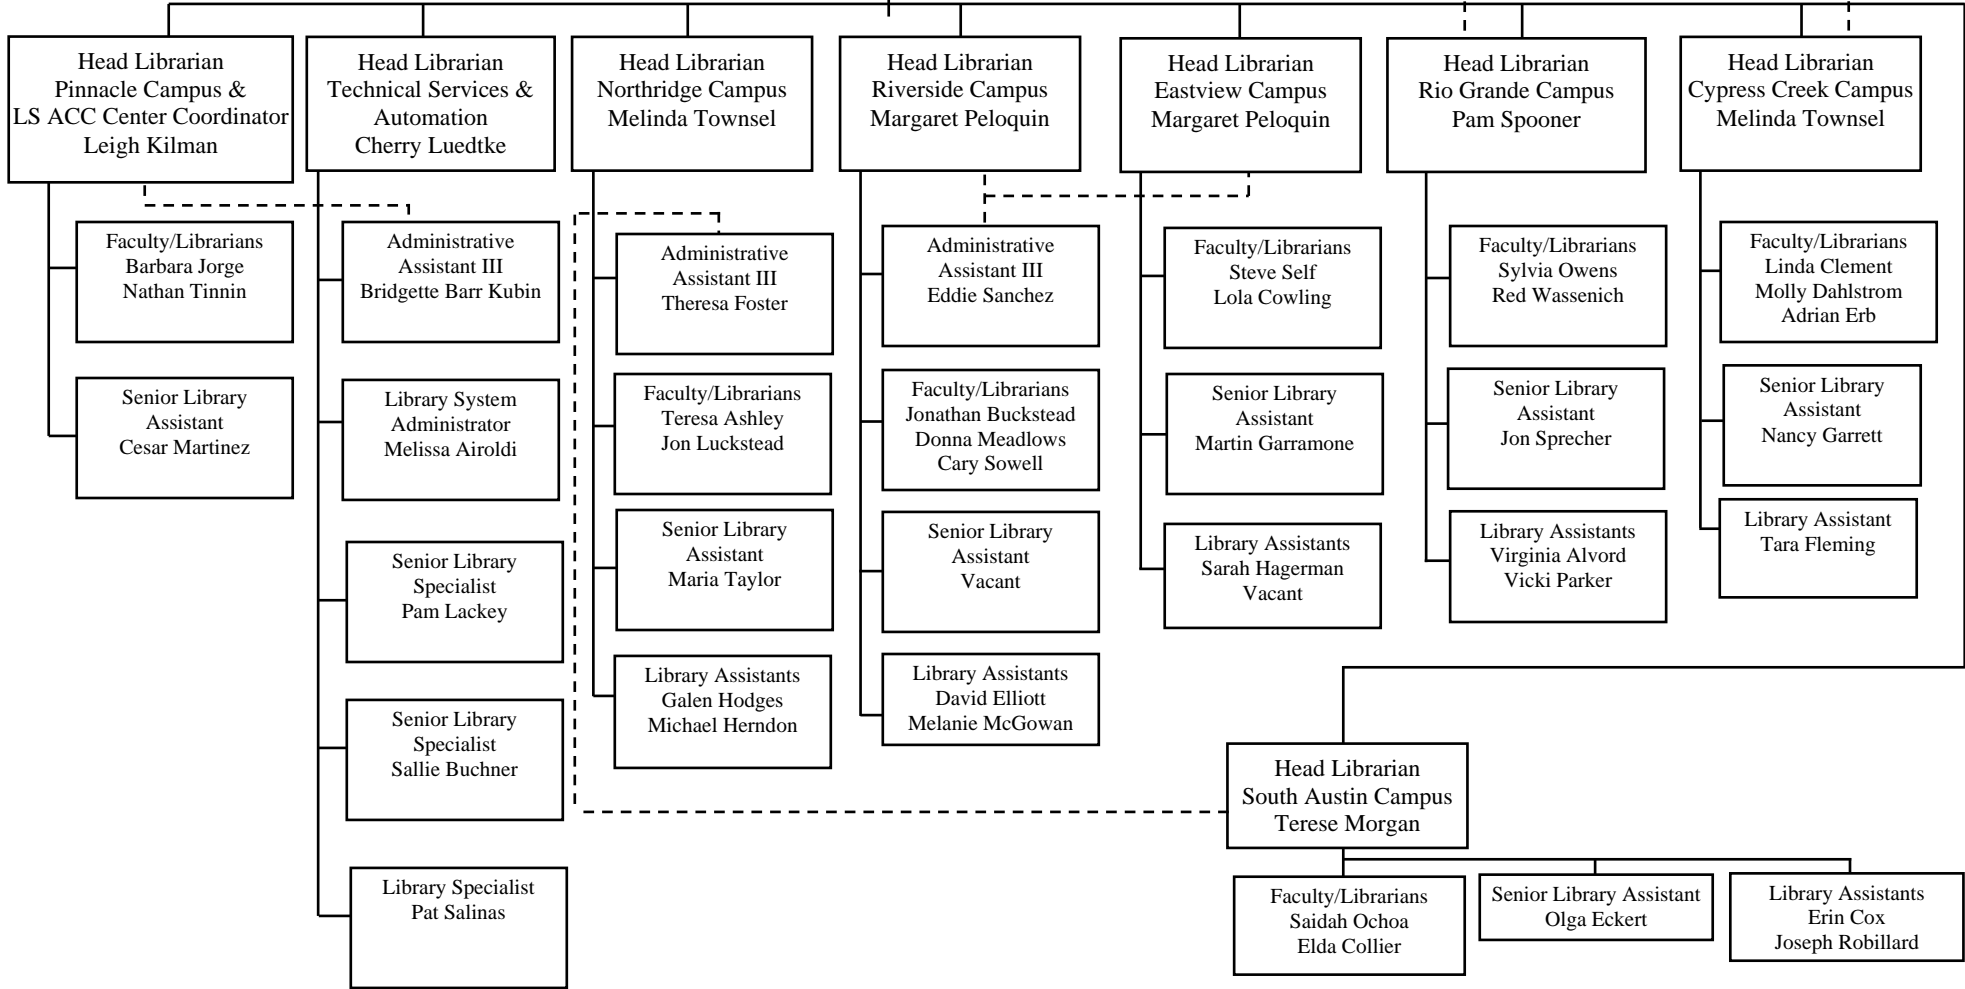 Head Librarian
Pinnacle Campus &
LS ACC Center Coordinator
Leigh Kilman
Faculty/Librarians
Barbara Jorge
Nathan Tinnin
Senior Library
Assistant
Cesar Martinez
Head Librarian
Technical Services &
Automation
Cherry Luedtke
Administrative
Assistant III
Bridgette Barr Kubin
Library System
Administrator
Melissa Airoldi
Senior Library
Specialist
Pam Lackey
Senior Library
Specialist
Sallie Buchner
Library Specialist
Pat Salinas
Head Librarian
Northridge Campus
Melinda Townsel
Administrative
Assistant III
Theresa Foster
Faculty/Librarians
Teresa Ashley
Jon Luckstead
Senior Library
Assistant
Maria Taylor
Library Assistants
Galen Hodges
Michael Herndon
Head Librarian
Riverside Campus
Margaret Peloquin
Administrative
Assistant III
Eddie Sanchez
Faculty/Librarians
Jonathan Buckstead
Donna Meadlows
Cary Sowell
Senior Library
Assistant
Vacant
Library Assistants
David Elliott
Melanie McGowan
Head Librarian
Eastview Campus
Margaret Peloquin
Faculty/Librarians
Steve Self
Lola Cowling
Senior Library
Assistant
Martin Garramone
Library Assistants
Sarah Hagerman
Vacant
Head Librarian
Rio Grande Campus
Pam Spooner
Faculty/Librarians
Sylvia Owens
Red Wassenich
Senior Library
Assistant
Jon Sprecher
Library Assistants
Virginia Alvord
Vicki Parker
Head Librarian
Cypress Creek Campus
Melinda Townsel
Faculty/Librarians
Linda Clement
Molly Dahlstrom
Adrian Erb
Senior Library
Assistant
Nancy Garrett
Library Assistant
Tara Fleming
Head Librarian
South Austin Campus
Terese Morgan
Faculty/Librarians
Saidah Ochoa
Elda Collier
Senior Library Assistant
Olga Eckert
Library Assistants
Erin Cox
Joseph Robillard